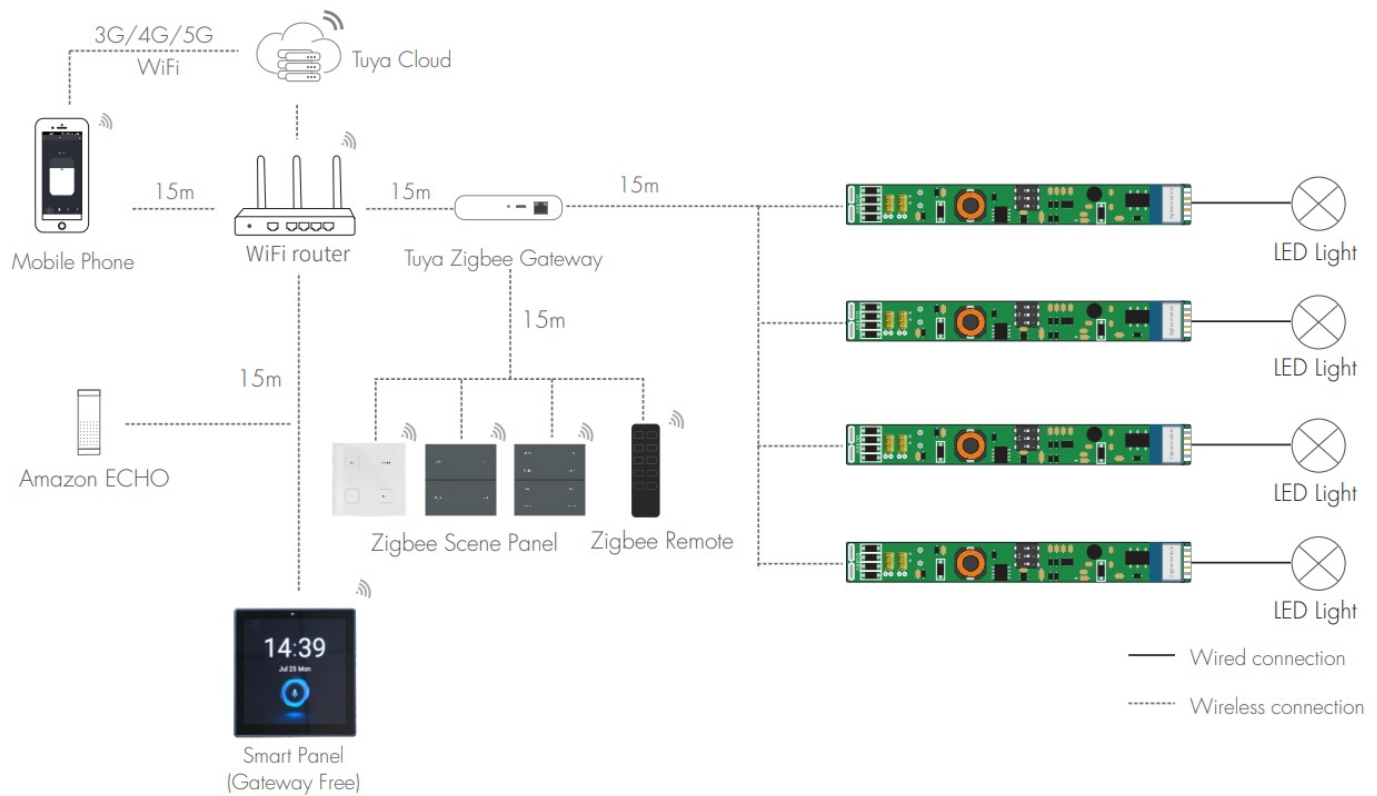 3G/4G/5G
WiFi
Tuya Cloud
15m
15m
15m
Mobile Phone
WiFi router
Tuya Zigbee Gateway
LED Light
15m
LED Light
15m
Amazon ECHO
Zigbee Scene Panel
Zigbee Remote
LED Light
14:39
Jul 25 Mon
LED Light
Wired connection
Wireless connection
Smart Panel
(Gateway Free)